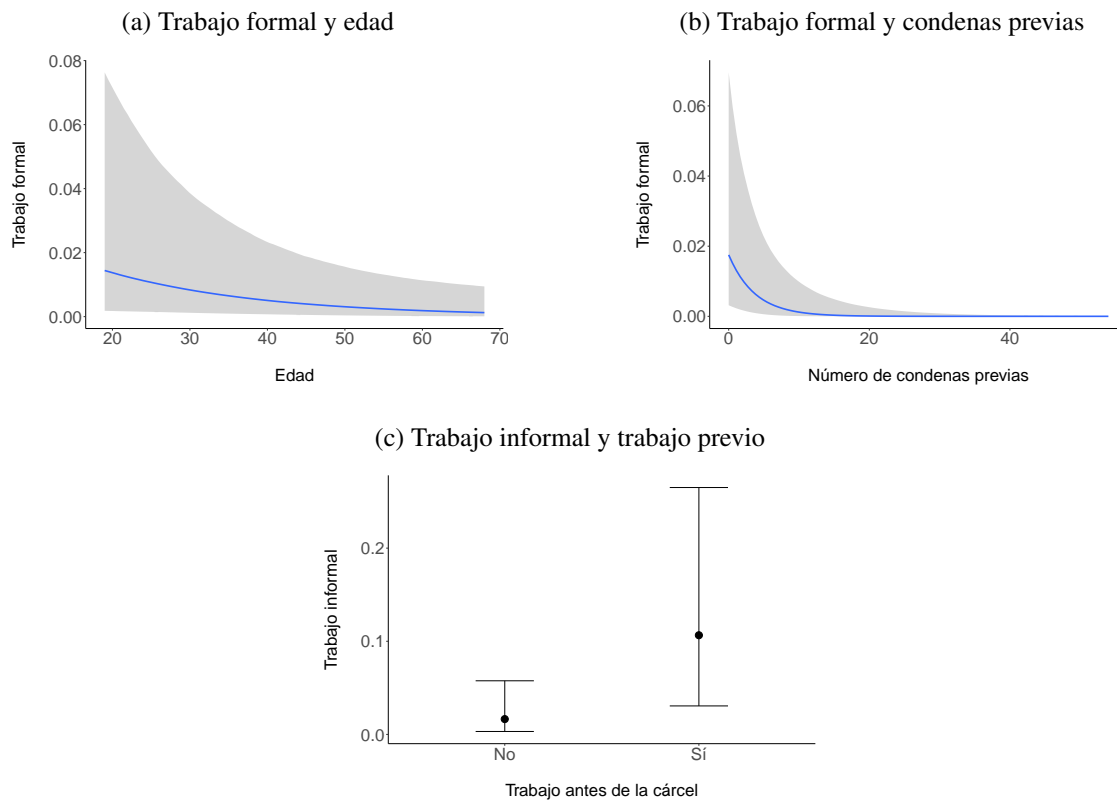 (a) Trabajo formal y edad
0.08
0.06
0.04
0.02
0.00
Trabajo formal
20 30 40 50 60 70
Edad
(b) Trabajo formal y condenas previas
0.06
0.04
0.02
0.00
Trabajo formal
0 20 40
Número de condenas previas
(c) Trabajo informal y trabajo previo
0.2
0.1
0.0
Trabajo informal
No Sí
Trabajo antes de la cárcel